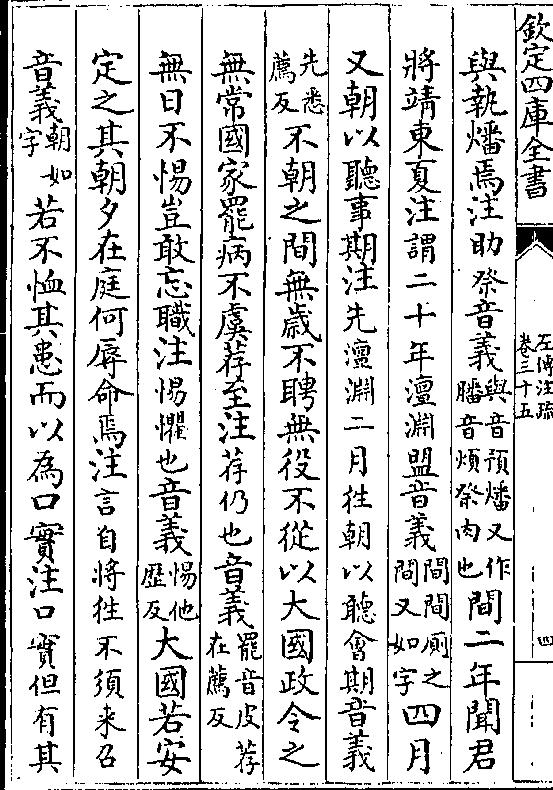 欽定四庫全書
左傳注疏
卷三十五
四
與執燔焉注助祭音義與音預燔又作
膰音煩祭肉也間二年聞君
將靖東夏注謂二十年澶淵盟音義間間厠之
間又如字四月
又朝以聽事期注先澶淵二月往朝以聽會期音義
先悉
薦反不朝之間無歲不聘無役不從以大國政令之
無常國家罷病不虞荐至注荐仍也音義罷音皮荐
在薦反
無日不惕豈敢忘職注惕懼也音義惕他
歷反大國若安
定之其朝夕在庭何辱命焉注言自將往不須来召
音義朝如
字若不恤其患而以為口實注口實但有其